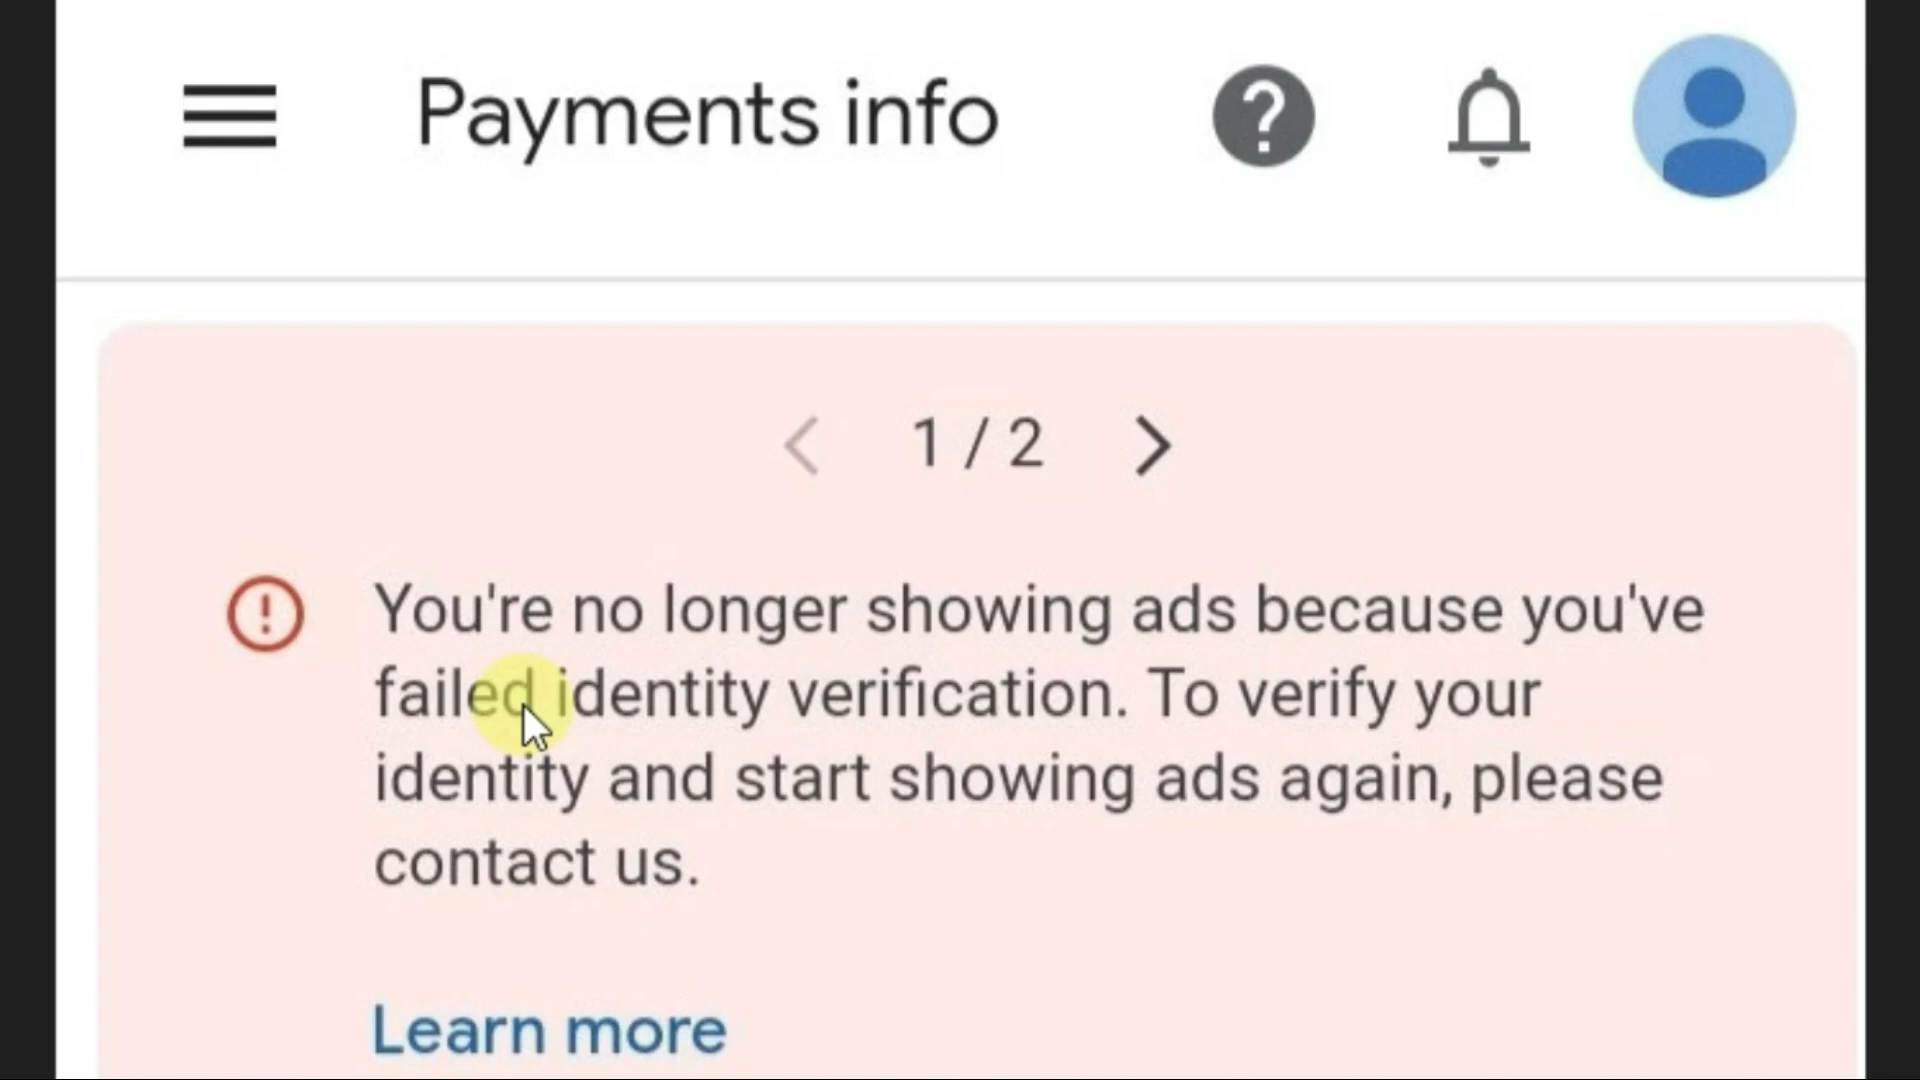 Payments info
1 / 2
You're no longer showing ads because you've
failed identity verification. To verify your
identity and start showing ads again, please
contact us.
Learn more